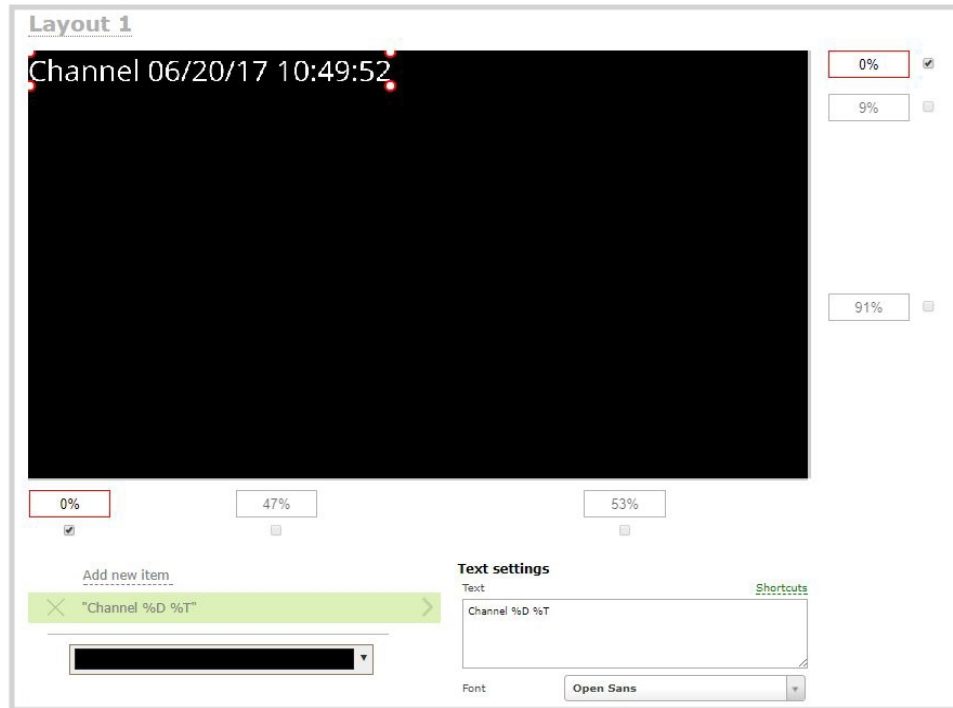 Layout 1
Channel 06/20/17 10:49:52
0%
9%
91%
0%
47%
53%
Add new item
"Channel %D %T"
Text settings
Text
Shortcuts
Channel %D %T
Font
Open Sans